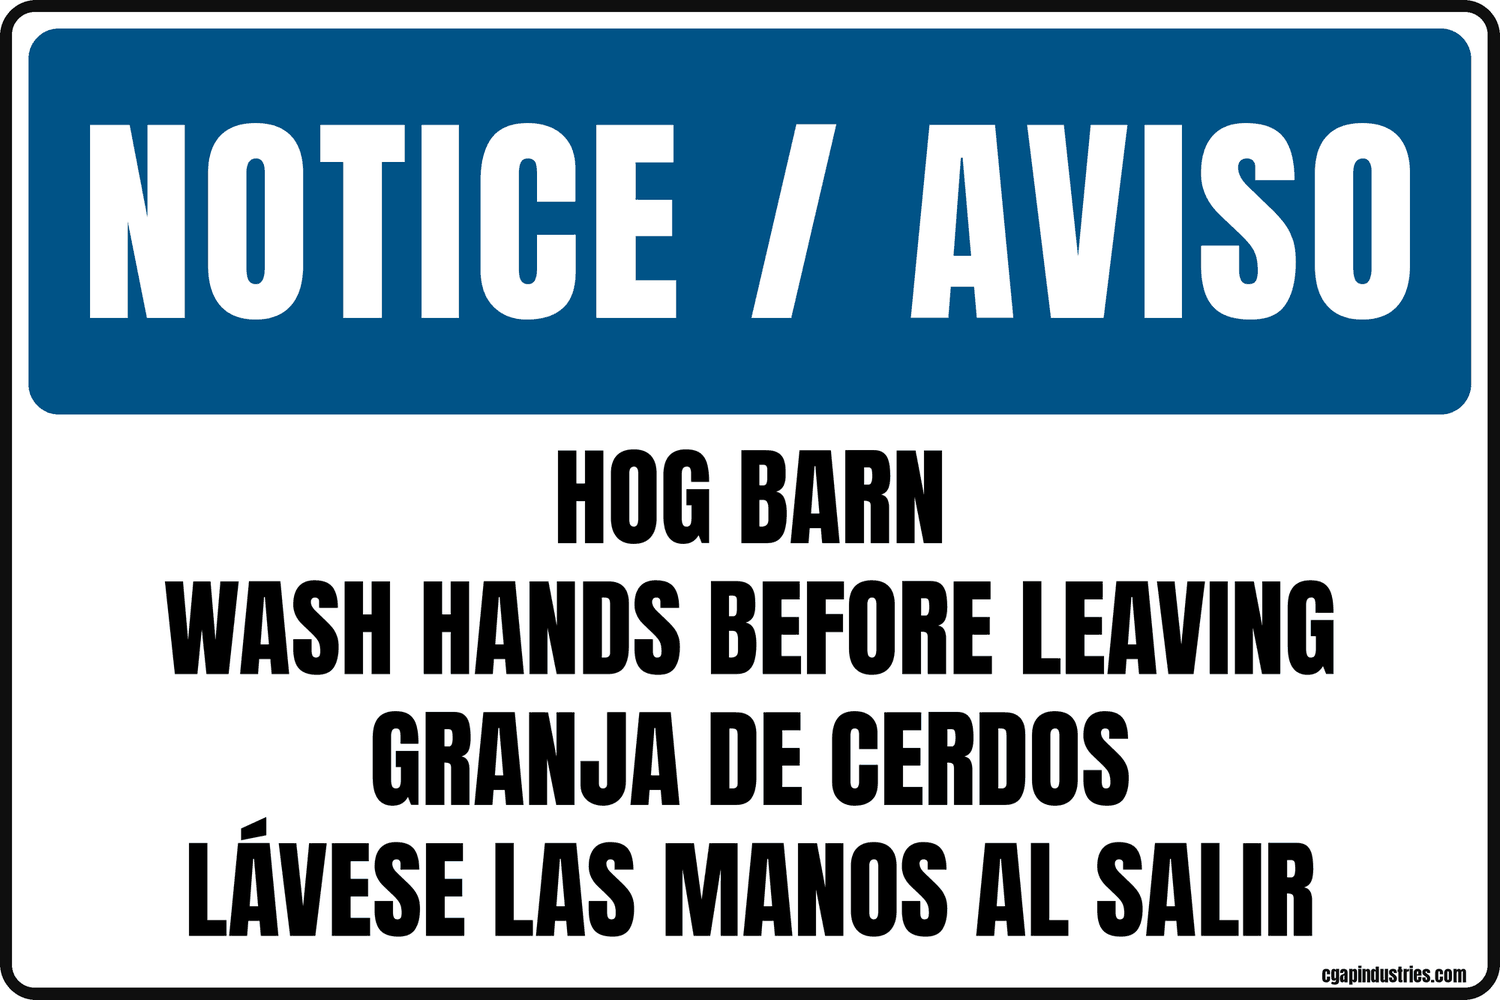 NOTICE / AVISO
HOG BARN
WASH HANDS BEFORE LEAVING
GRANJA DE CERDOS
LÁVESE LAS MANOS AL SALIR
cgapindustries.com